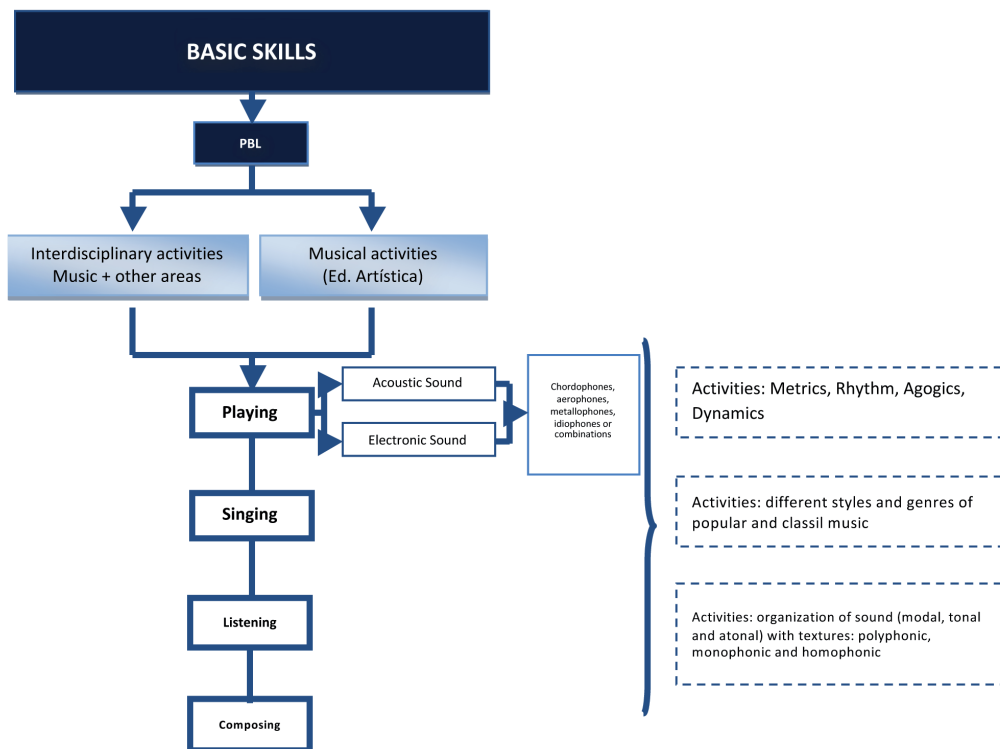 BASIC SKILLS
PBL
Interdisciplinary activities
Music + other areas
Musical activities
(Ed. Artística)
Playing
Acoustic Sound
Electronic Sound
Chordophones,
aerophones,
metallophones,
idiophones or
combinations
Singing
Listening
Composing
Activities: Metrics, Rhythm, Agogics,
Dynamics
Activities: different styles and genres of
popular and classil music
Activities: organization of sound (modal, tonal
and atonal) with textures: polyphonic,
monophonic and homophonic